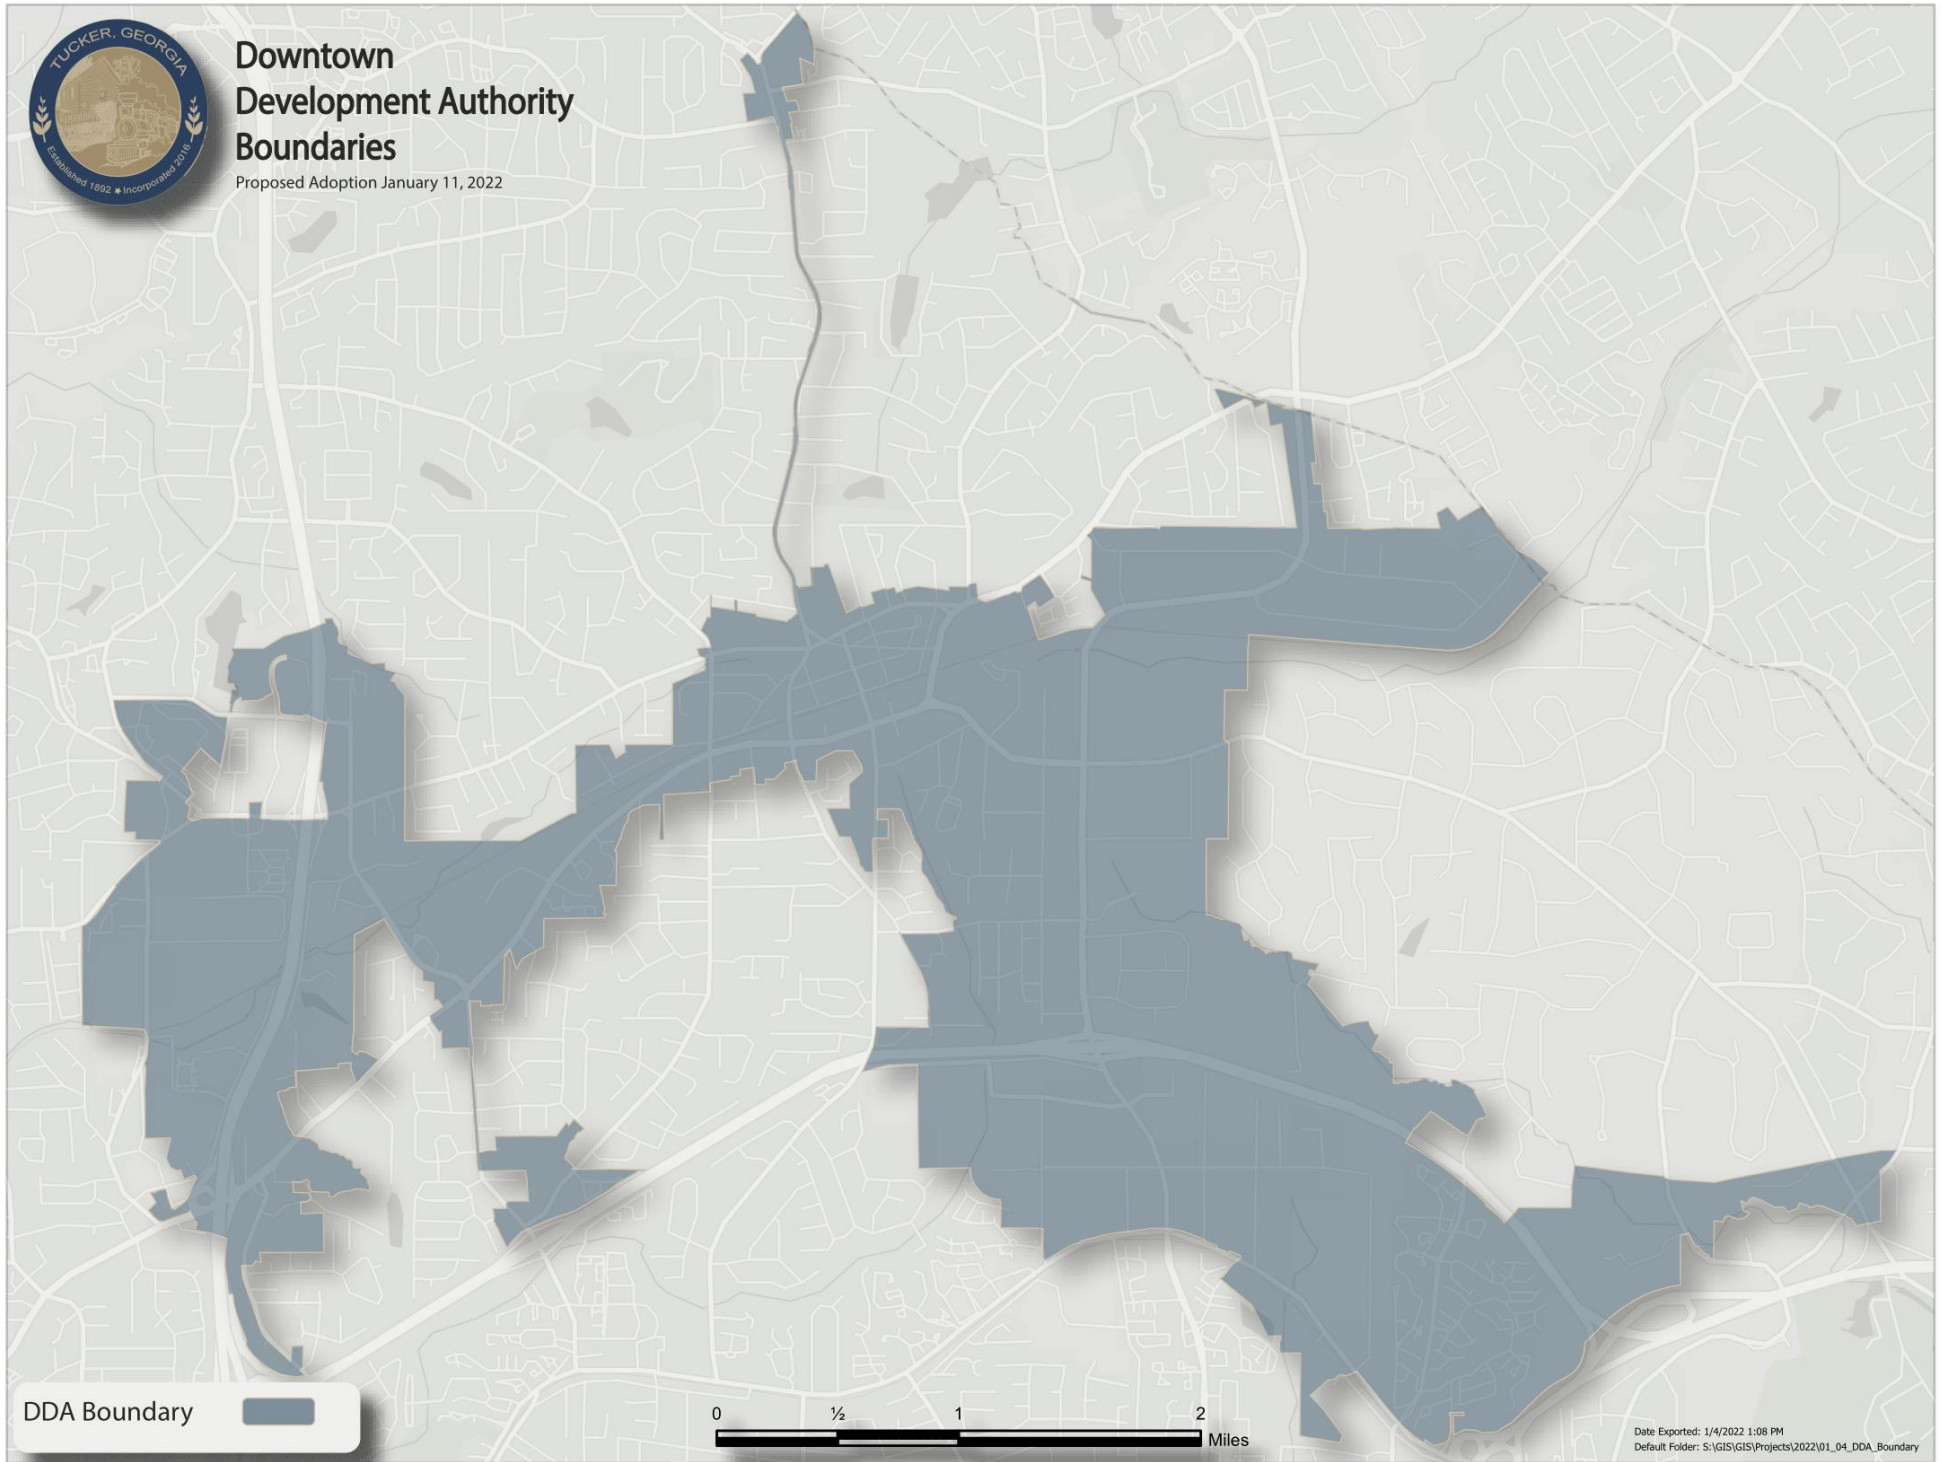 TUCKER, GEORGIA
Established 1892 ★ Incorporated 2016
Downtown
Development Authority
Boundaries
Proposed Adoption January 11, 2022
DDA Boundary
0 ½ 1 2
Miles
Date Exported: 1/4/2022 1:08 PM
Default Folder: S:\GIS\GIS\Projects\2022\01_04_DDA_Boundary